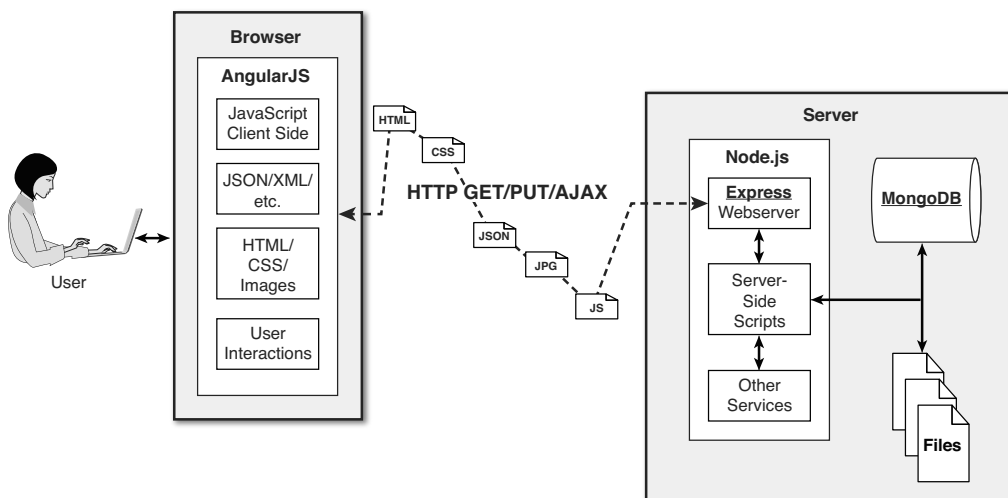 User
Browser
AngularJS
JavaScript
Client Side
JSON/XML/
etc.
HTML/
CSS/
Images
User
Interactions
HTML
CSS
HTTP GET/PUT/AJAX
JSON
JPG
JS
Server
Node.js
Express
Webserver
Server-
Side
Scripts
Other
Services
MongoDB
Files